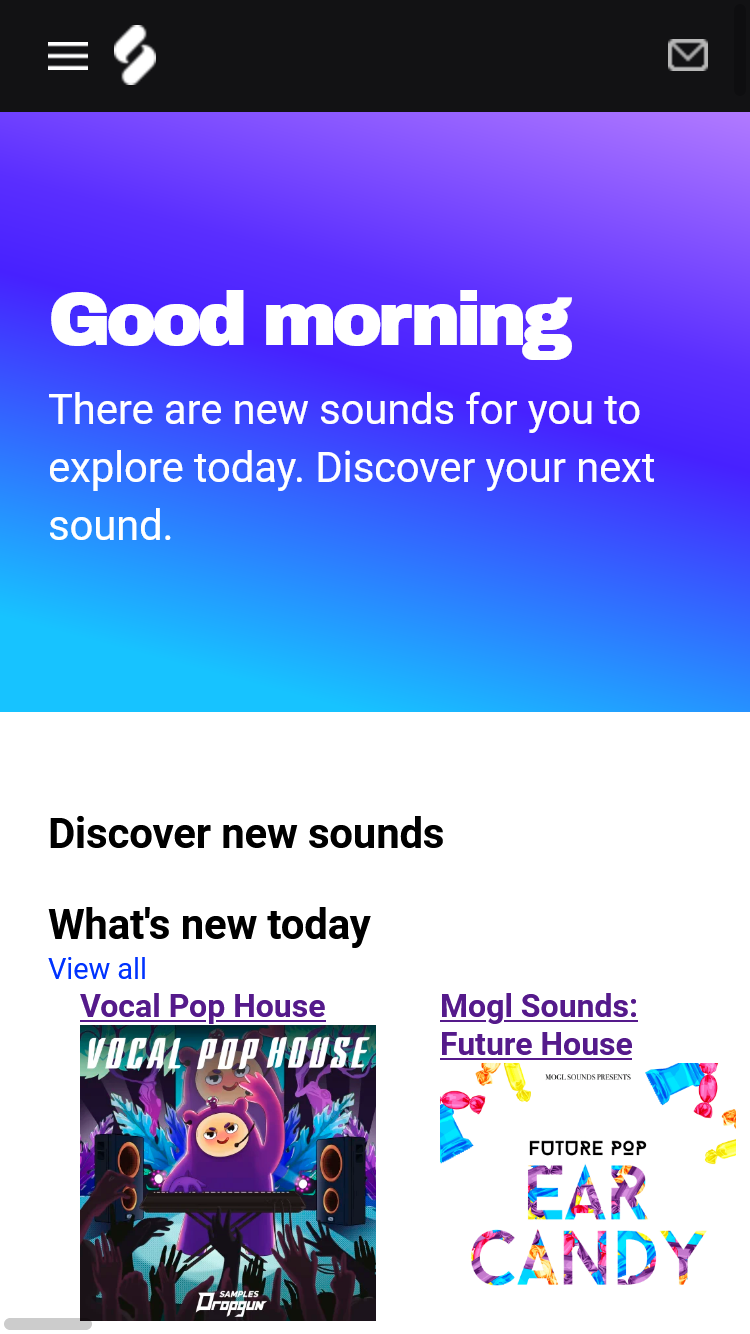 Good morning
There are new sounds for you to
explore today. Discover your next
sound.
Discover new sounds
What's new today
View all
Vocal Pop House
VOCAL POP HOUSE
SAMPLES
Dropgun
Mogl Sounds:
Future House
MOGL SOUNDS PRESENTS
FUTURE POP
EAR
CANDY